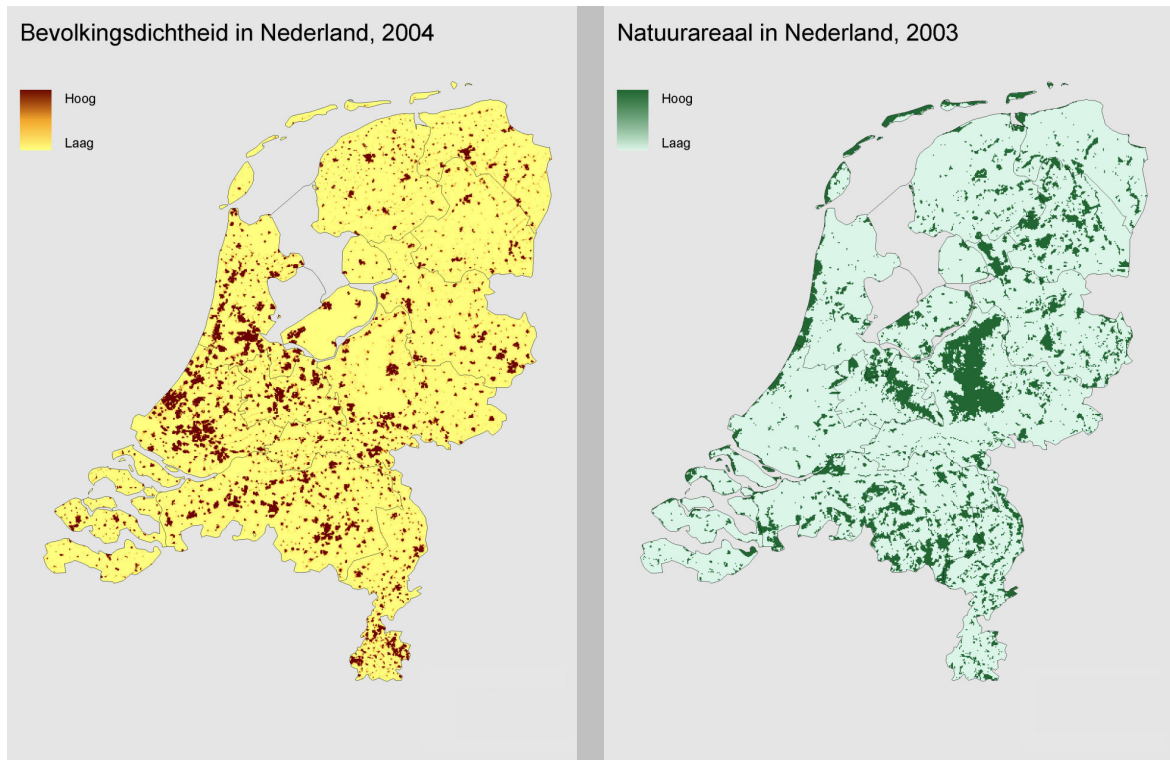 Bevolkingsdichtheid in Nederland, 2004
Hoog
Laag
Natuurareaal in Nederland, 2003
Hoog
Laag